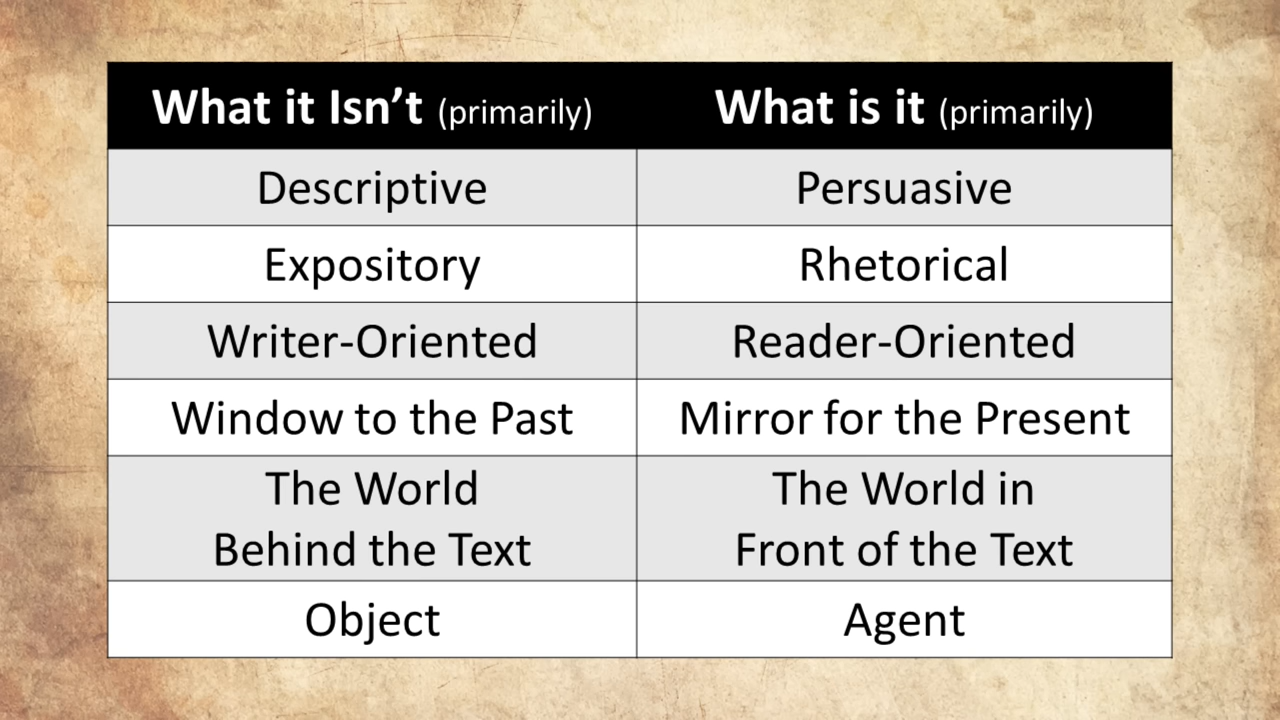 What it Isn’t (primarily)
What is it (primarily)
Descriptive
Persuasive
Expository
Rhetorical
Writer-Oriented
Reader-Oriented
Window to the Past
Mirror for the Present
The World
Behind the Text
The World in
Front of the Text
Object
Agent